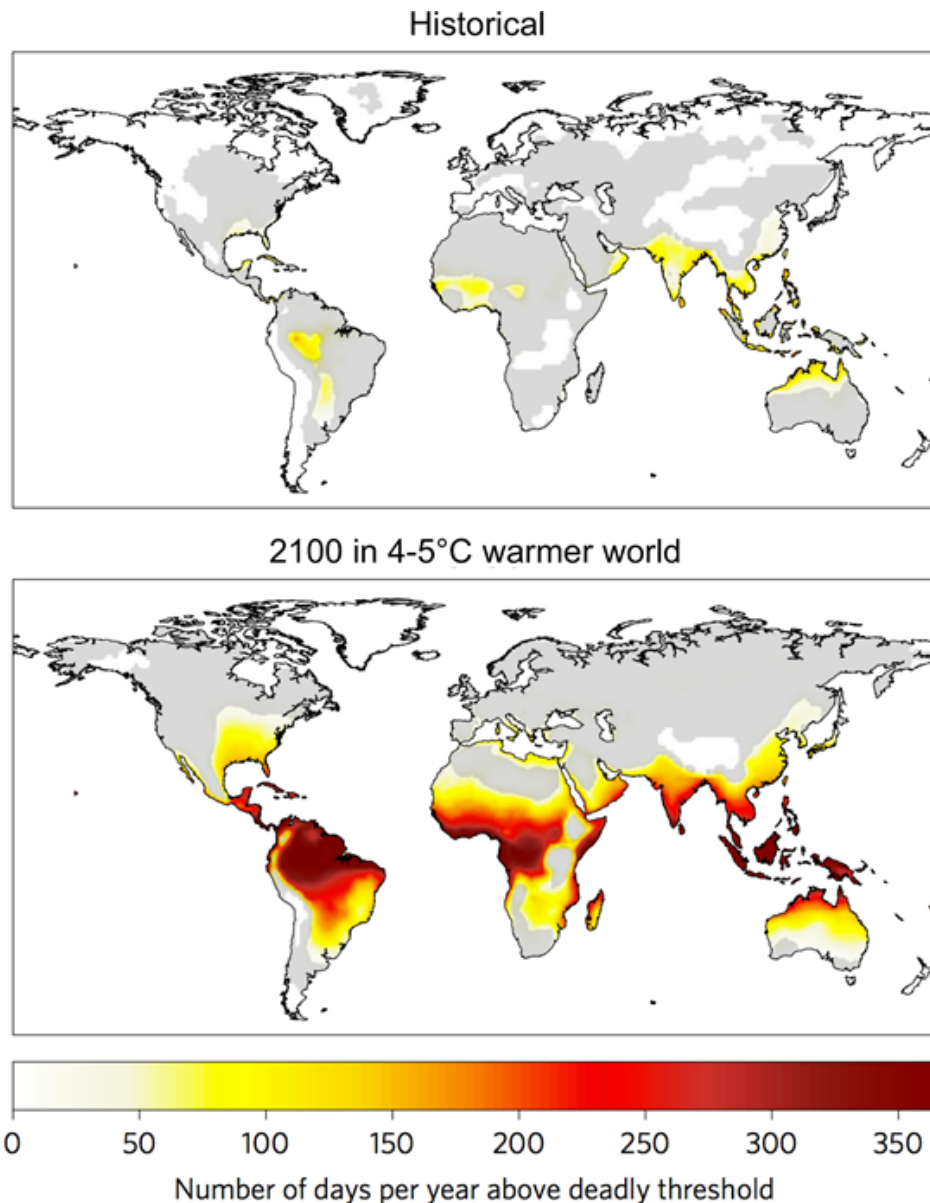 Historical
2100 in 4-5°C warmer world
0 50 100 150 200 250 300 350
Number of days per year above deadly threshold